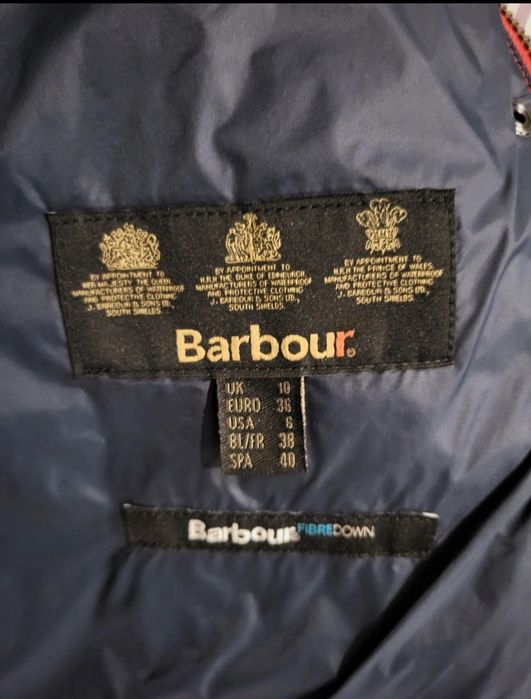 BY APPOINTMENT TO
HER MAJESTY THE QUEEN
MANUFACTURERS OF WATERPROOF
AND PROTECTIVE CLOTHING
J. BARBOUR & SONS LTD.,
SOUTH SHIELDS.
BY APPOINTMENT TO
H.R.H. THE DUKE OF EDINBURGH
MANUFACTURERS OF WATERPROOF
AND PROTECTIVE CLOTHING
J. BARBOUR & SONS LTD.,
SOUTH SHIELDS.
BY APPOINTMENT TO
H.R.H. THE PRINCE OF WALES
MANUFACTURERS OF WATERPROOF
AND PROTECTIVE CLOTHING
J. BARBOUR & SONS LTD.,
SOUTH SHIELDS.
Barbour®
UK 10
EURO 36
USA 6
BL/FR 38
SPA 40
Barbour FIBREDOWN